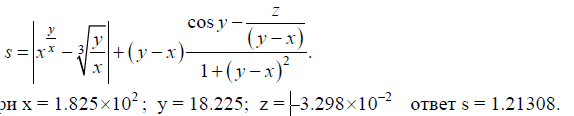 s = |x^(y/x) − ∛(y/x)| + (y − x) (cos y − z/(y − x)) / (1 + (y − x)²).
ри x = 1.825×10²; y = 18.225; z = |–3.298×10⁻² ответ s = 1.21308.